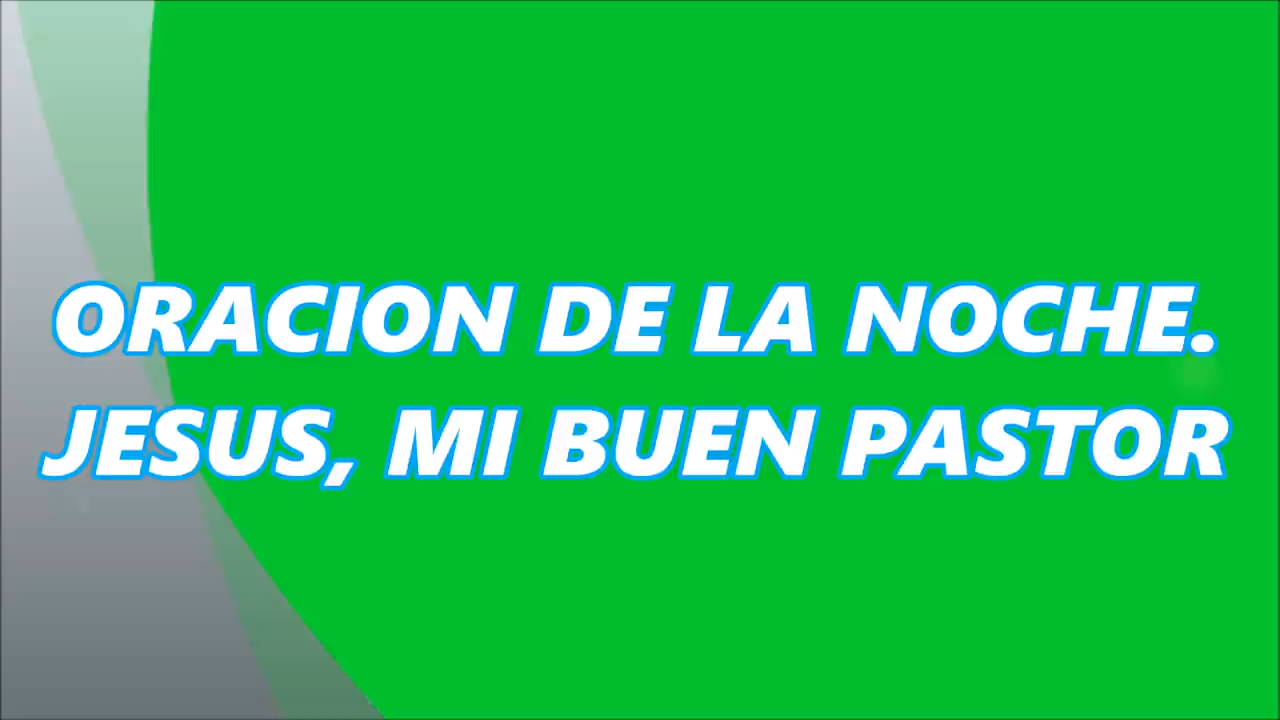 ORACION DE LA NOCHE.
JESUS, MI BUEN PASTOR